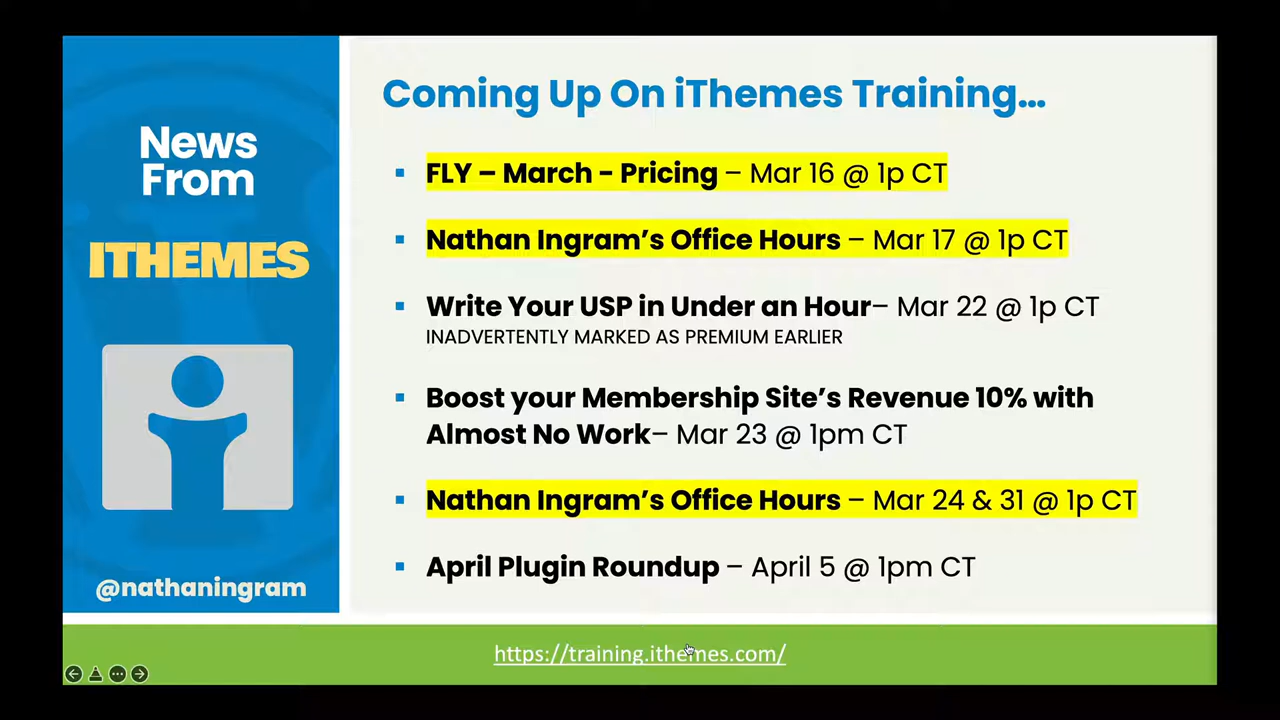 News
From
ITHEMES
@nathaningram
Coming Up On iThemes Training...
▪ FLY – March - Pricing – Mar 16 @ 1p CT
▪ Nathan Ingram’s Office Hours – Mar 17 @ 1p CT
▪ Write Your USP in Under an Hour– Mar 22 @ 1p CT
INADVERTENTLY MARKED AS PREMIUM EARLIER
▪ Boost your Membership Site’s Revenue 10% with
Almost No Work– Mar 23 @ 1pm CT
▪ Nathan Ingram’s Office Hours – Mar 24 & 31 @ 1p CT
▪ April Plugin Roundup – April 5 @ 1pm CT
https://training.ithemes.com/